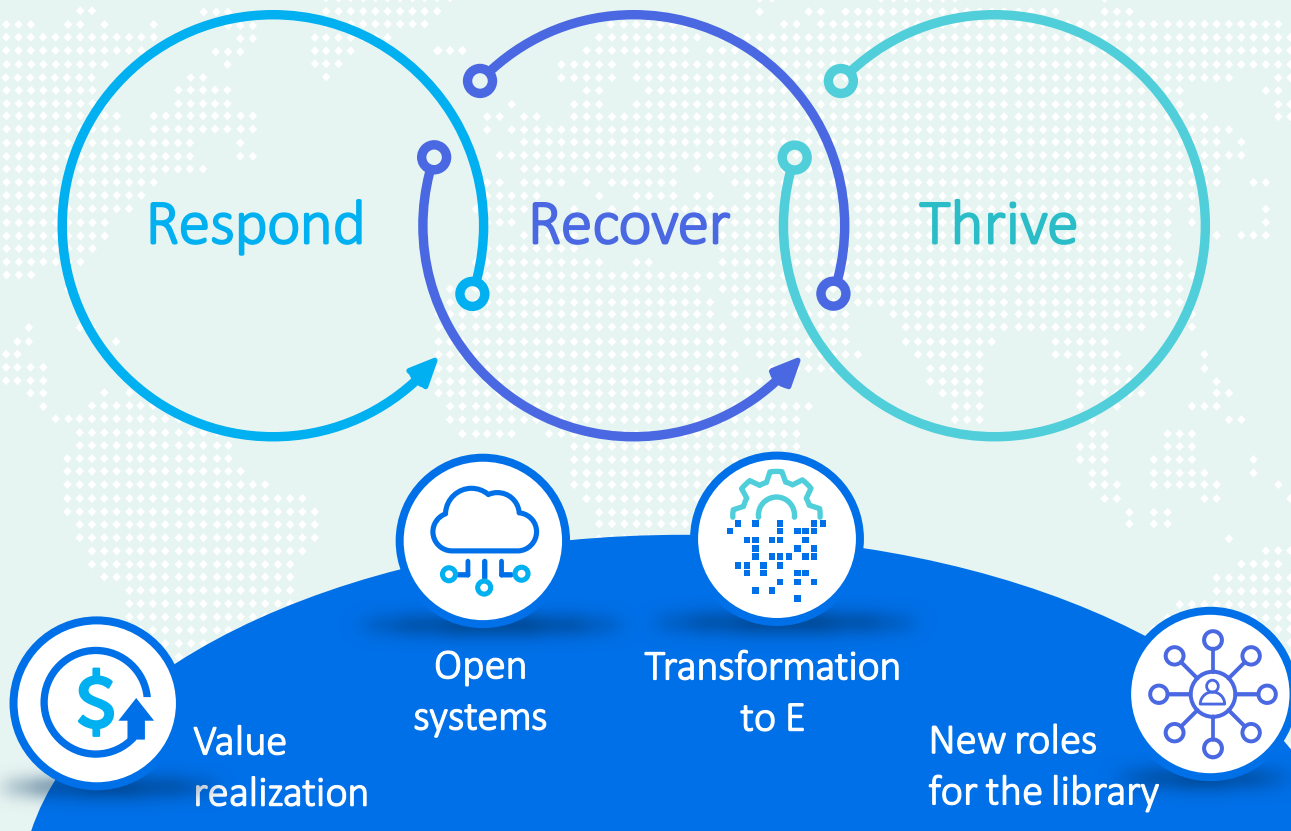 Respond
Recover
Thrive
Value
realization
Open
systems
Transformation
to E
New roles
for the library